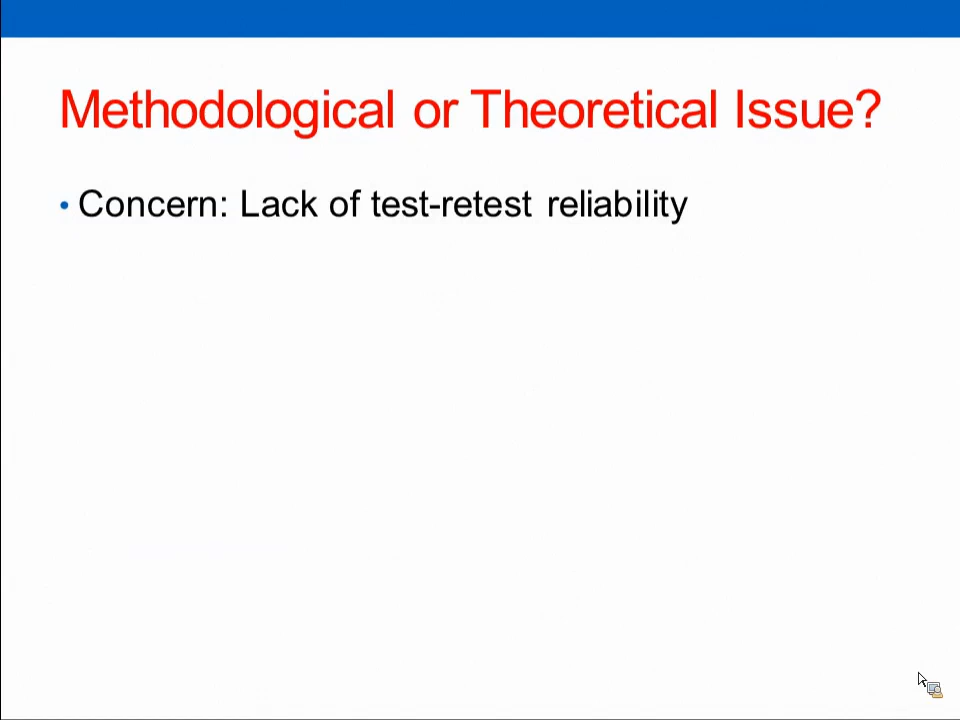 Methodological or Theoretical Issue?
• Concern: Lack of test-retest reliability